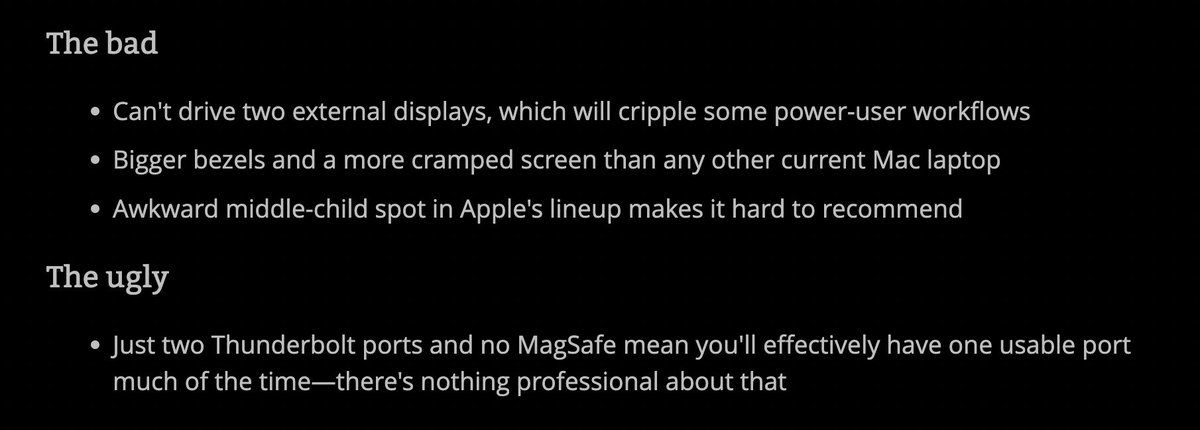 The bad
• Can't drive two external displays, which will cripple some power-user workflows
• Bigger bezels and a more cramped screen than any other current Mac laptop
• Awkward middle-child spot in Apple's lineup makes it hard to recommend
The ugly
• Just two Thunderbolt ports and no MagSafe mean you'll effectively have one usable port
much of the time—there's nothing professional about that